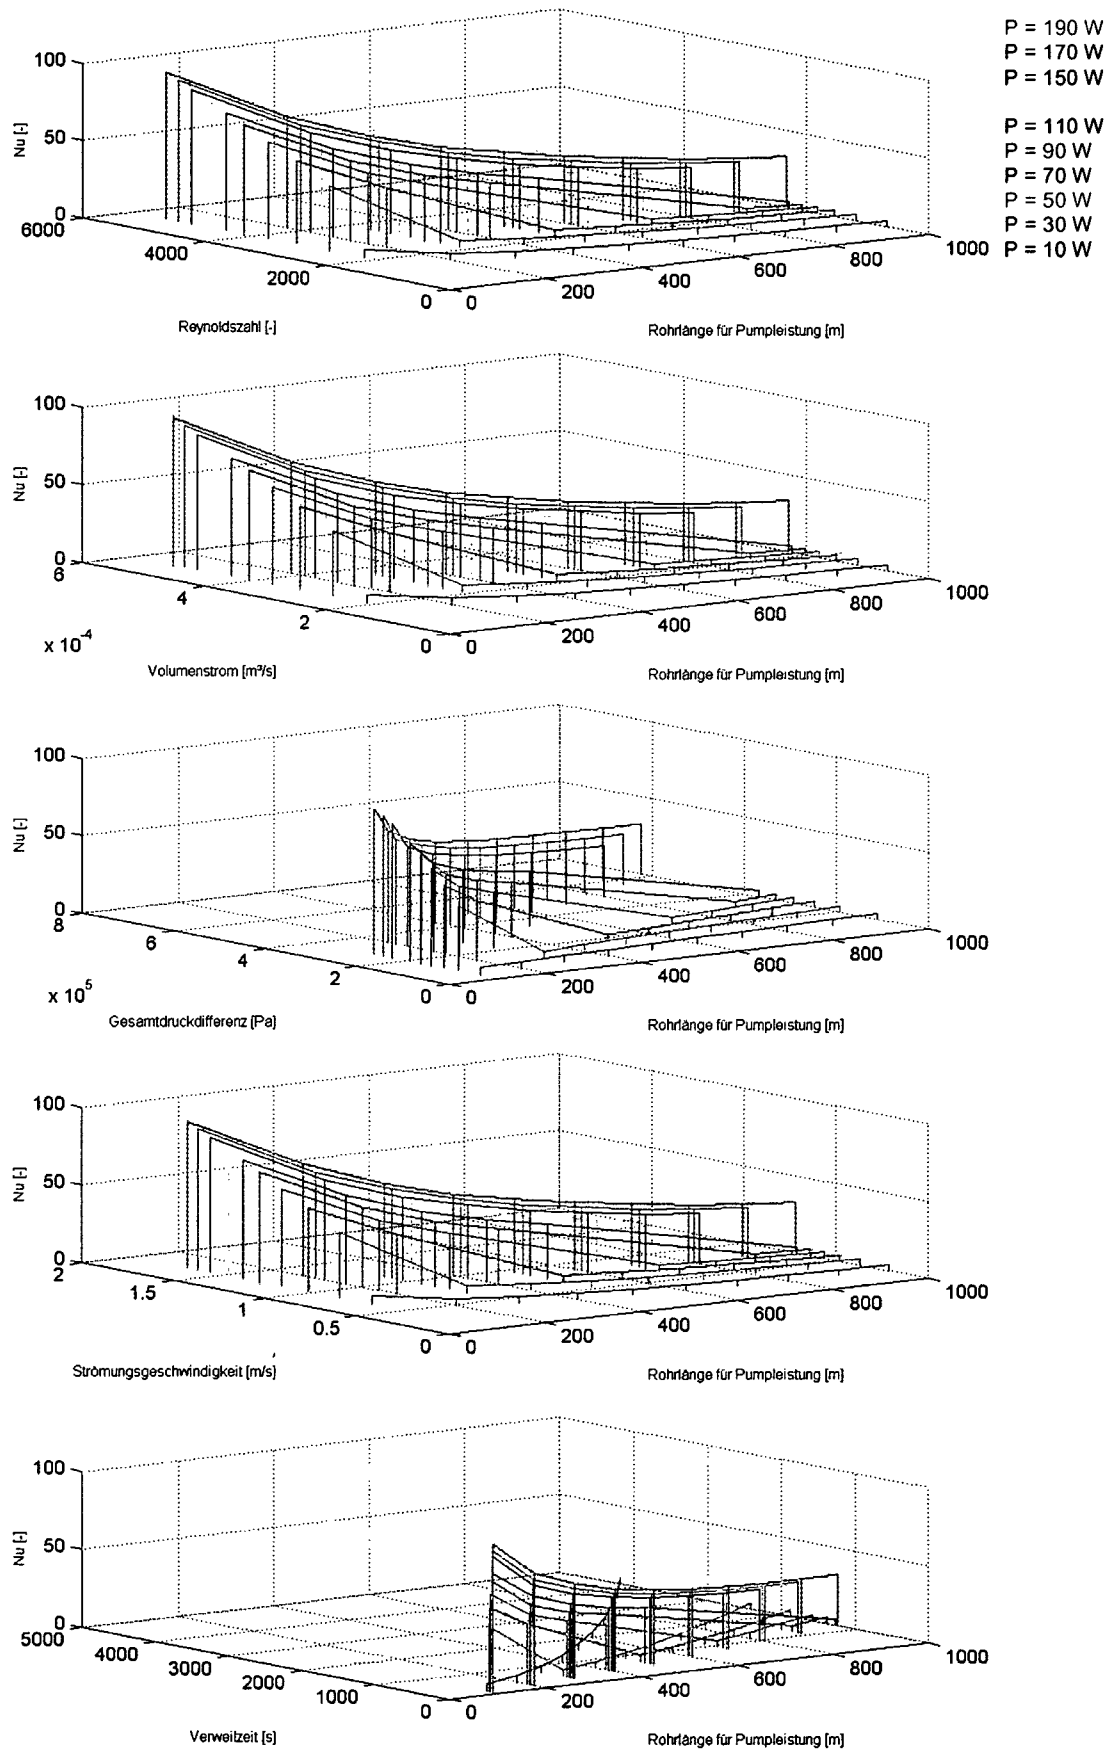 P = 190 W
P = 170 W
P = 150 W
P = 110 W
P = 90 W
P = 70 W
P = 50 W
P = 30 W
P = 10 W
100
50
0
Nu [-]
6000
4000
2000
0
0
200
400
600
800
1000
Reynoldszahl [-]
Rohrlänge für Pumpleistung [m]
100
50
0
Nu [-]
6
4
2
0
x 10⁻⁴
0
200
400
600
800
1000
Volumenstrom [m³/s]
Rohrlänge für Pumpleistung [m]
100
50
0
Nu [-]
8
6
4
2
0
x 10⁵
0
200
400
600
800
1000
Gesamtdruckdifferenz [Pa]
Rohrlänge für Pumpleistung [m]
100
50
0
Nu [-]
2
1.5
1
0.5
0
0
200
400
600
800
1000
Strömungsgeschwindigkeit [m/s]
Rohrlänge für Pumpleistung [m]
100
50
0
Nu [-]
5000
4000
3000
2000
1000
0
0
200
400
600
800
1000
Verweilzeit [s]
Rohrlänge für Pumpleistung [m]